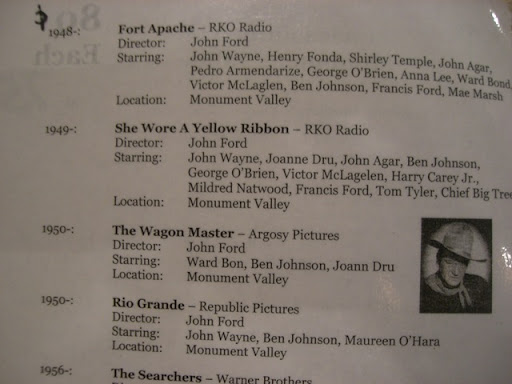 1948-: Fort Apache – RKO Radio
Director: John Ford
Starring: John Wayne, Henry Fonda, Shirley Temple, John Agar,
Pedro Armendarize, George O'Brien, Anna Lee, Ward Bond,
Victor McLaglen, Ben Johnson, Francis Ford, Mae Marsh
Location: Monument Valley
1949-: She Wore A Yellow Ribbon – RKO Radio
Director: John Ford
Starring: John Wayne, Joanne Dru, John Agar, Ben Johnson,
George O'Brien, Victor McLagelen, Harry Carey Jr.,
Mildred Natwood, Francis Ford, Tom Tyler, Chief Big Tree
Location: Monument Valley
1950-: The Wagon Master – Argosy Pictures
Director: John Ford
Starring: Ward Bon, Ben Johnson, Joann Dru
Location: Monument Valley
1950-: Rio Grande – Republic Pictures
Director: John Ford
Starring: John Wayne, Ben Johnson, Maureen O'Hara
Location: Monument Valley
1956-: The Searchers – Warner Brothers